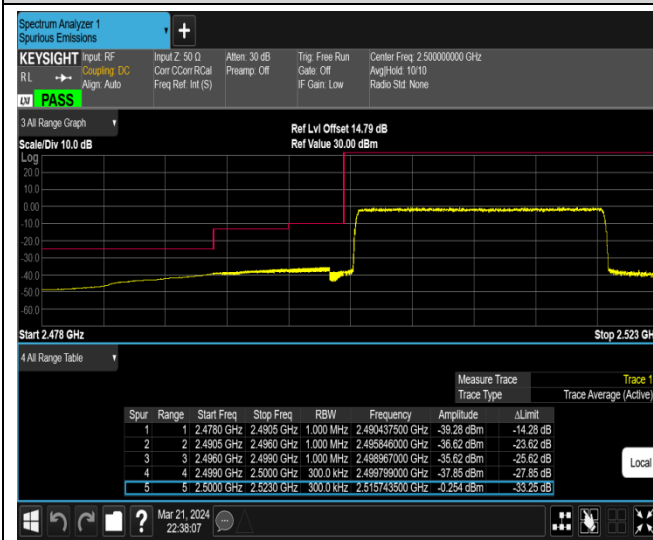 Spectrum Analyzer 1
Spurious Emissions
+
KEYSIGHT Input: RF Input Z: 50 Ω Atten: 30 dB Trig: Free Run Center Freq: 2.500000000 GHz
RL Coupling: DC Corr CCorr RCal Preamp: Off Gate: Off Avg|Hold: 10/10
Align: Auto Freq Ref: Int (S) IF Gain: Low Radio Std: None
LXI PASS
3 All Range Graph
Ref Lvl Offset 14.79 dB
Scale/Div 10.0 dB Ref Value 30.00 dBm
Log
20.0
10.0
0.00
-10.0
-20.0
-30.0
-40.0
-50.0
-60.0
Start 2.478 GHz Stop 2.523 GH
4 All Range Table
Measure Trace Trace 1
Trace Type Trace Average (Active)
Spur Range Start Freq Stop Freq RBW Frequency Amplitude ΔLimit
1 1 2.4780 GHz 2.4905 GHz 1.000 MHz 2.490437500 GHz -39.28 dBm -14.28 dB
2 2 2.4905 GHz 2.4960 GHz 1.000 MHz 2.495846000 GHz -36.62 dBm -23.62 dB
3 3 2.4960 GHz 2.4990 GHz 1.000 MHz 2.498967000 GHz -35.62 dBm -25.62 dB
4 4 2.4990 GHz 2.5000 GHz 300.0 kHz 2.499799000 GHz -37.85 dBm -27.85 dB
5 5 2.5000 GHz 2.5230 GHz 300.0 kHz 2.515743500 GHz -0.254 dBm -33.25 dB
Local
? Mar 21, 2024
22:38:07